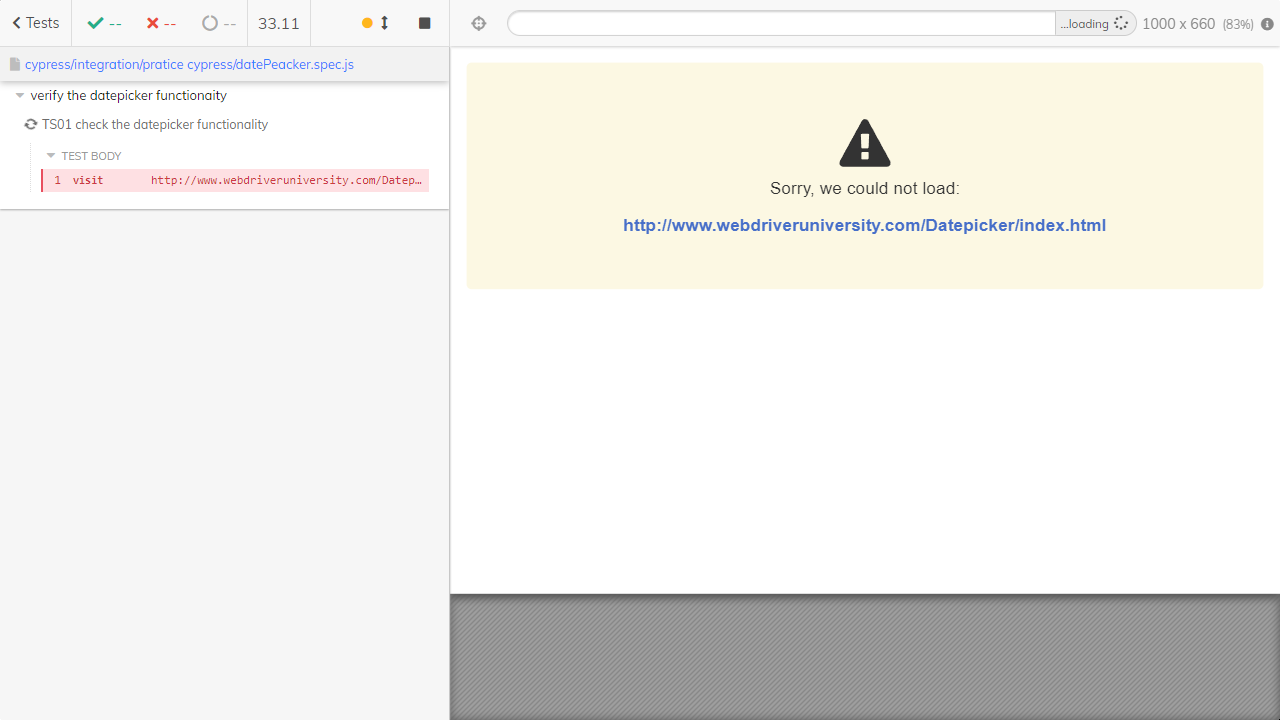 Tests -- -- -- 33.11
...loading 1000 x 660 (83%)
cypress/integration/pratice cypress/datePeacker.spec.js
verify the datepicker functionaity
TS01 check the datepicker functionality
TEST BODY
1 visit http://www.webdriveruniversity.com/Datep…
Sorry, we could not load:
http://www.webdriveruniversity.com/Datepicker/index.html